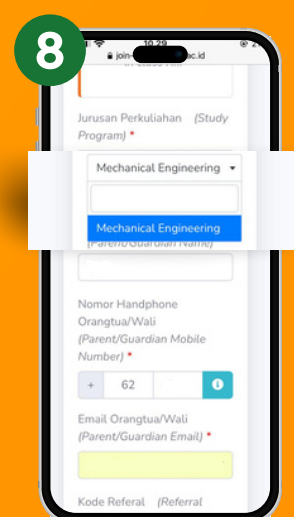 8
10.29
join-
ac.id
Jurusan Perkuliahan (Study
Program) *
Mechanical Engineering
Mechanical Engineering
(Parent/Guardian Name)
Nomor Handphone
Orangtua/Wali
(Parent/Guardian Mobile
Number) *
+ 62
Email Orangtua/Wali
(Parent/Guardian Email) *
Kode Referal (Referral